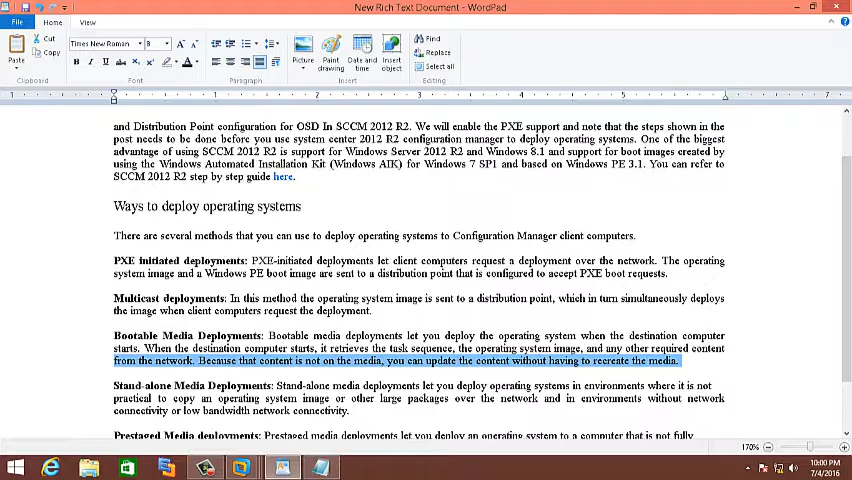 New Rich Text Document - WordPad
File Home View
Cut
Copy
Paste
Times New Roman 8
Picture Paint drawing Date and time Insert object
Find
Replace
Select all
Clipboard Font Paragraph Insert Editing
1 1 2 3 4 5 7
and Distribution Point configuration for OSD In SCCM 2012 R2. We will enable the PXE support and note that the steps shown in the
post needs to be done before you use system center 2012 R2 configuration manager to deploy operating systems. One of the biggest
advantage of using SCCM 2012 R2 is support for Windows Server 2012 R2 and Windows 8.1 and support for boot images created by
using the Windows Automated Installation Kit (Windows AIK) for Windows 7 SP1 and based on Windows PE 3.1. You can refer to
SCCM 2012 R2 step by step guide here.
Ways to deploy operating systems
There are several methods that you can use to deploy operating systems to Configuration Manager client computers.
PXE initiated deployments: PXE-initiated deployments let client computers request a deployment over the network. The operating
system image and a Windows PE boot image are sent to a distribution point that is configured to accept PXE boot requests.
Multicast deployments: In this method the operating system image is sent to a distribution point, which in turn simultaneously deploys
the image when client computers request the deployment.
Bootable Media Deployments: Bootable media deployments let you deploy the operating system when the destination computer
starts. When the destination computer starts, it retrieves the task sequence, the operating system image, and any other required content
from the network. Because that content is not on the media, you can update the content without having to recreate the media.
Stand-alone Media Deployments: Stand-alone media deployments let you deploy operating systems in environments where it is not
practical to copy an operating system image or other large packages over the network and in environments without network
connectivity or low bandwidth network connectivity.
Prestaged Media deployments: Prestaged media deployments let you deploy an operating system to a computer that is not fully
170%
10:00 PM
7/4/2016